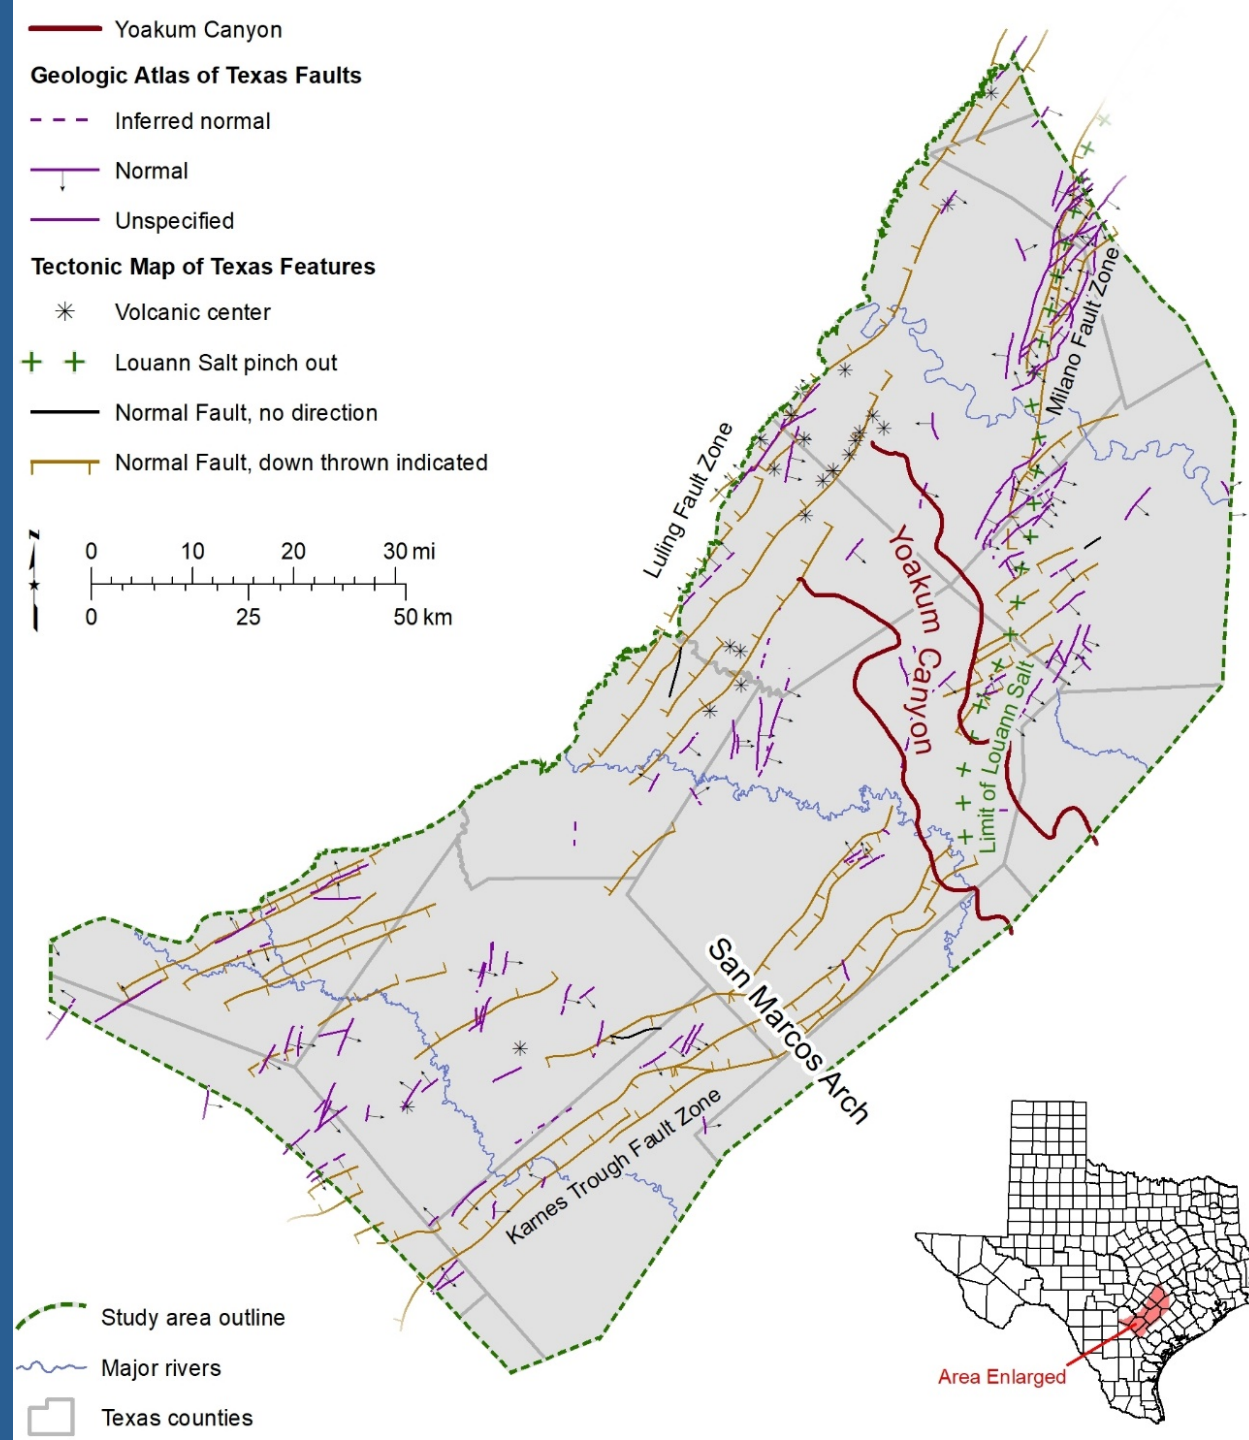 Yoakum Canyon
Geologic Atlas of Texas Faults
Inferred normal
Normal
Unspecified
Tectonic Map of Texas Features
Volcanic center
Louann Salt pinch out
Normal Fault, no direction
Normal Fault, down thrown indicated
z
0 10 20 30 mi
0 25 50 km
Milano Fault Zone
Luling Fault Zone
Yoakum Canyon
Limit of Louann Salt
San Marcos Arch
Karnes Trough Fault Zone
Study area outline
Major rivers
Texas counties
Area Enlarged